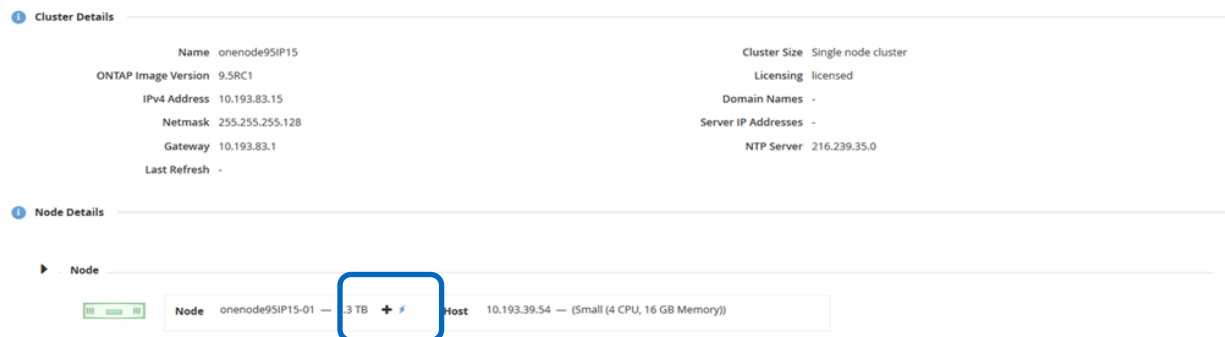 Cluster Details
Name onenode95IP15
ONTAP Image Version 9.5RC1
IPv4 Address 10.193.83.15
Netmask 255.255.255.128
Gateway 10.193.83.1
Last Refresh -
Cluster Size Single node cluster
Licensing licensed
Domain Names -
Server IP Addresses -
NTP Server 216.239.35.0
Node Details
Node
Node onenode95IP15-01 — .3 TB Host 10.193.39.54 — (Small (4 CPU, 16 GB Memory))